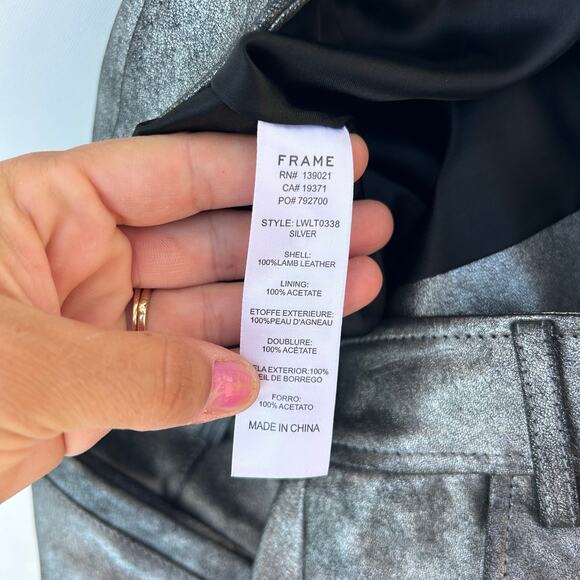 FRAME
RN# 139021
CA# 19371
PO# 792700
STYLE: LWLT0338
SILVER
SHELL:
100%LAMB LEATHER
LINING:
100% ACETATE
ETOFFE EXTERIEURE:
100%PEAU D'AGNEAU
DOUBLURE:
100% ACÉTATE
EXTERIOR:100%
DE BORREGO
FORRO:
100% ACETATO
MADE IN CHINA